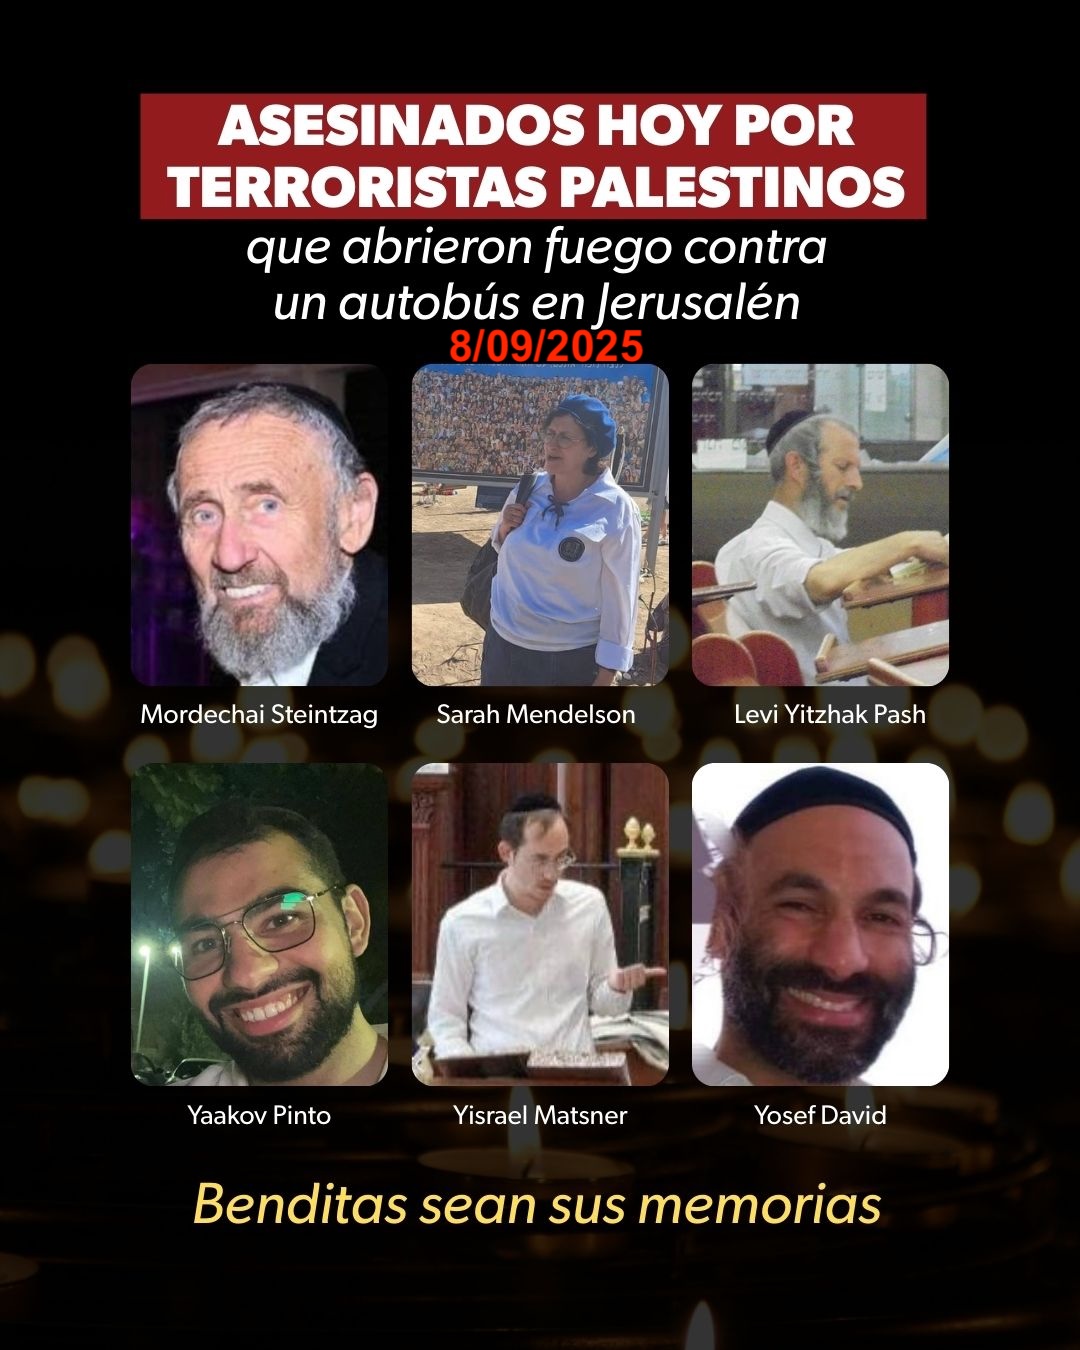 ASESINADOS HOY POR
TERRORISTAS PALESTINOS
que abrieron fuego contra
un autobús en Jerusalén
8/09/2025
Mordechai Steintzag
Sarah Mendelson
Levi Yitzhak Pash
Yaakov Pinto
Yisrael Matsner
Yosef David
Benditas sean sus memorias